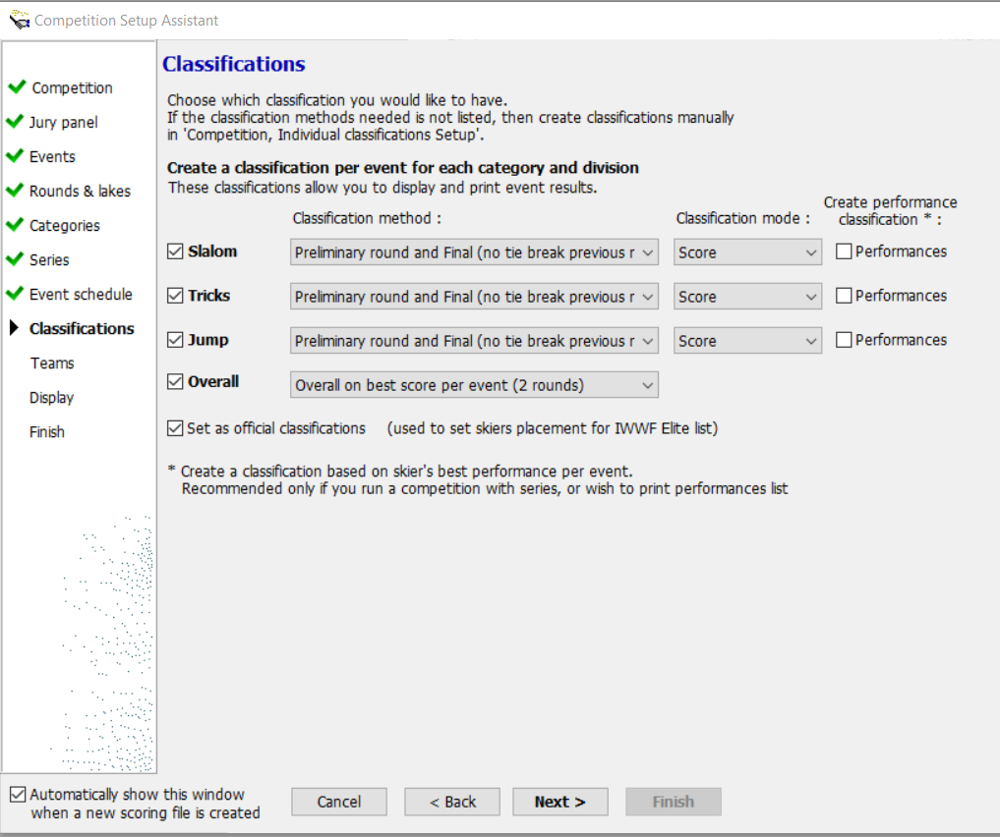 Competition Setup Assistant
Competition
Jury panel
Events
Rounds & lakes
Categories
Series
Event schedule
Classifications
Teams
Display
Finish
Classifications
Choose which classification you would like to have.
If the classification methods needed is not listed, then create classifications manually
in 'Competition, Individual classifications Setup'.
Create a classification per event for each category and division
These classifications allow you to display and print event results.
Classification method :
Classification mode :
Create performance
classification * :
Slalom
Preliminary round and Final (no tie break previous r
Score
Performances
Tricks
Preliminary round and Final (no tie break previous r
Score
Performances
Jump
Preliminary round and Final (no tie break previous r
Score
Performances
Overall
Overall on best score per event (2 rounds)
Set as official classifications (used to set skiers placement for IWWF Elite list)
* Create a classification based on skier's best performance per event.
Recommended only if you run a competition with series, or wish to print performances list
Automatically show this window
when a new scoring file is created
Cancel
< Back
Next >
Finish